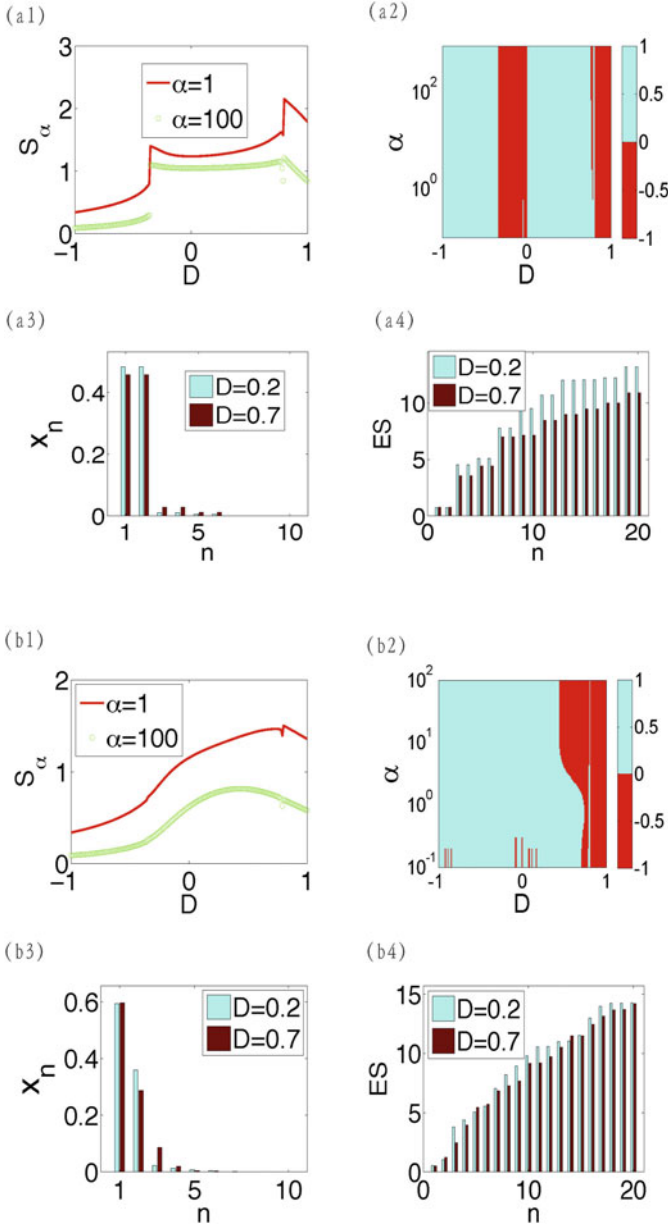 (a1)
3
2
1
0
S_α
α=1
α=100
-1
0
1
D
(a2)
10^2
10^0
α
-1
0
1
D
1
0.5
0
-0.5
-1
(a3)
0.4
0.2
0
x_n
D=0.2
D=0.7
1
5
10
n
(a4)
10
5
0
ES
D=0.2
D=0.7
0
10
20
n
(b1)
2
1
0
S_α
α=1
α=100
-1
0
1
D
(b2)
10^2
10^1
10^0
10^-1
α
-1
0
1
D
1
0.5
0
-0.5
-1
(b3)
0.6
0.4
0.2
0
x_n
D=0.2
D=0.7
1
5
10
n
(b4)
15
10
5
0
ES
D=0.2
D=0.7
0
10
20
n